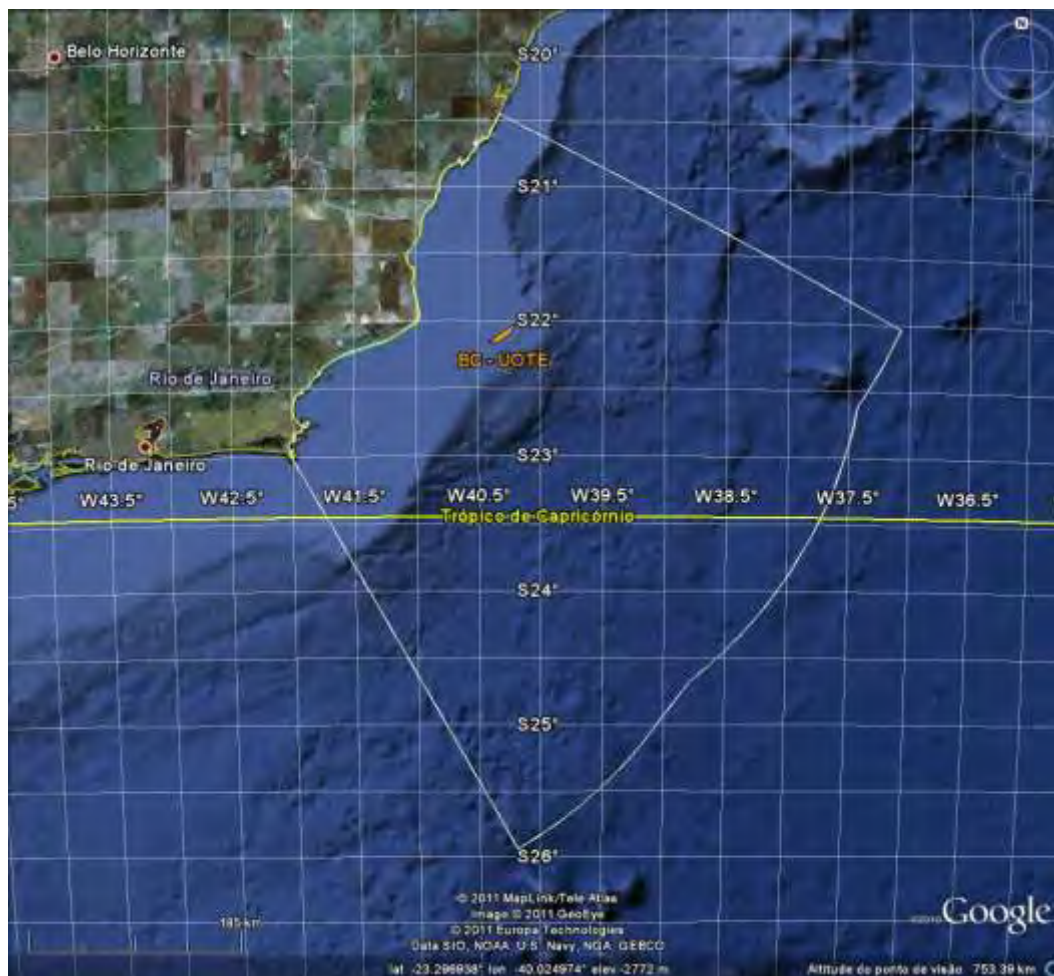 N
S20°
Belo Horizonte
S21°
S22°
BC - UOTE
Rio de Janeiro
S23°
Rio de Janeiro
W43.5° W42.5° W41.5° W40.5° W39.5° W38.5° W37.5° W36.5°
Trópico de Capricórnio
S24°
S25°
S26°
© 2011 MapLink/Tele Atlas
Image © 2011 GeoEye
© 2011 Europa Technologies
Data SIO, NOAA, U.S. Navy, NGA, GEBCO
185 km
©2010 Google
lat -23.296938° lon -40.024974° elev -2772 m
Altitude do ponto de visão 753.39 km